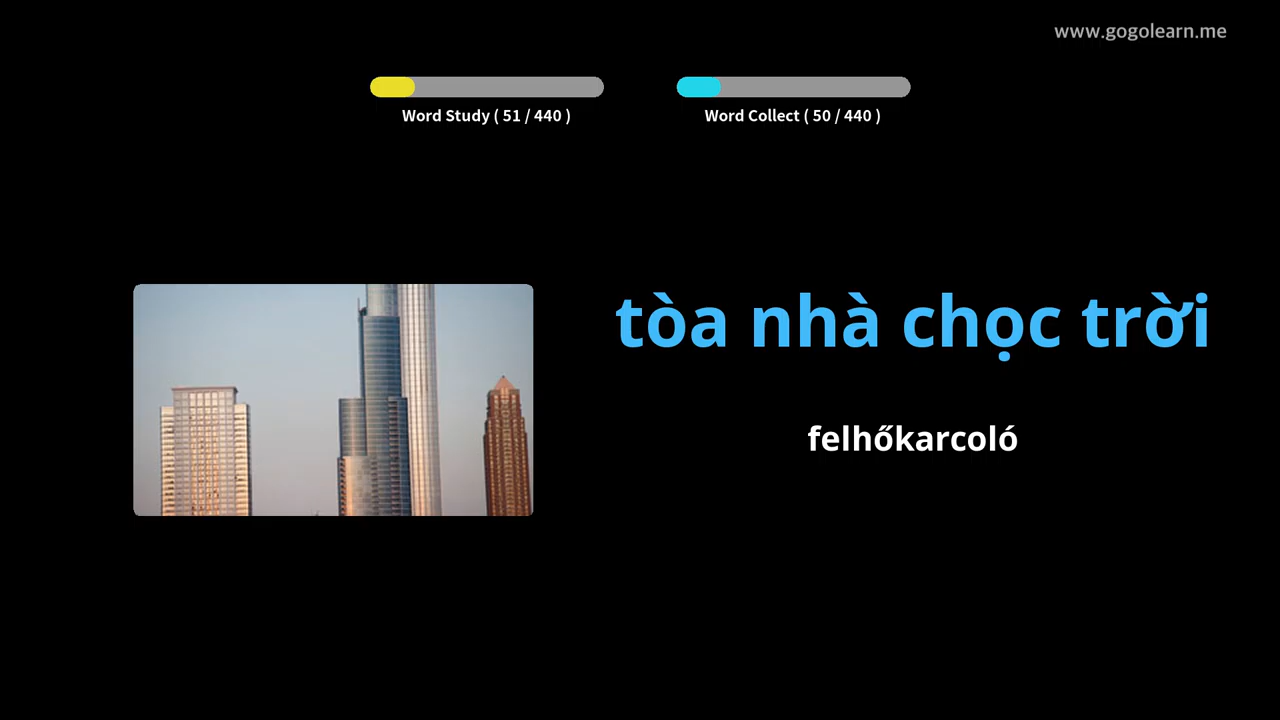 www.gogolearn.me
Word Study ( 51 / 440 )
Word Collect ( 50 / 440 )
tòa nhà chọc trời
felhőkarcoló